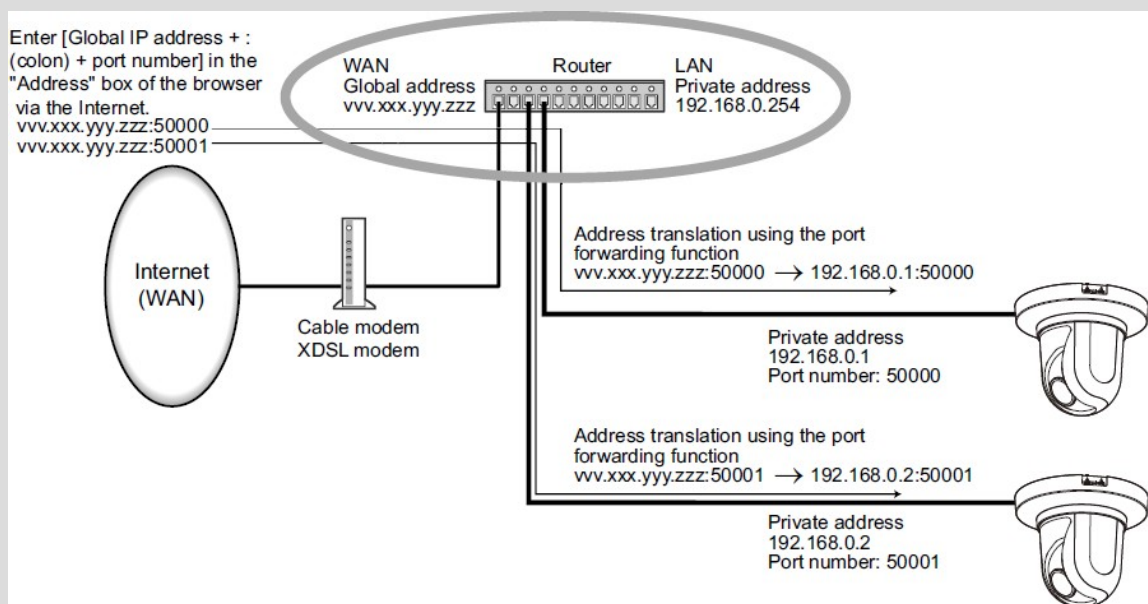 Enter [Global IP address + :
(colon) + port number] in the
"Address" box of the browser
via the Internet.
vvv.xxx.yyy.zzz:50000
vvv.xxx.yyy.zzz:50001
WAN
Global address
vvv.xxx.yyy.zzz
Router
LAN
Private address
192.168.0.254
Internet
(WAN)
Cable modem
XDSL modem
Address translation using the port
forwarding function
vvv.xxx.yyy.zzz:50000 → 192.168.0.1:50000
Private address
192.168.0.1
Port number: 50000
Address translation using the port
forwarding function
vvv.xxx.yyy.zzz:50001 → 192.168.0.2:50001
Private address
192.168.0.2
Port number: 50001